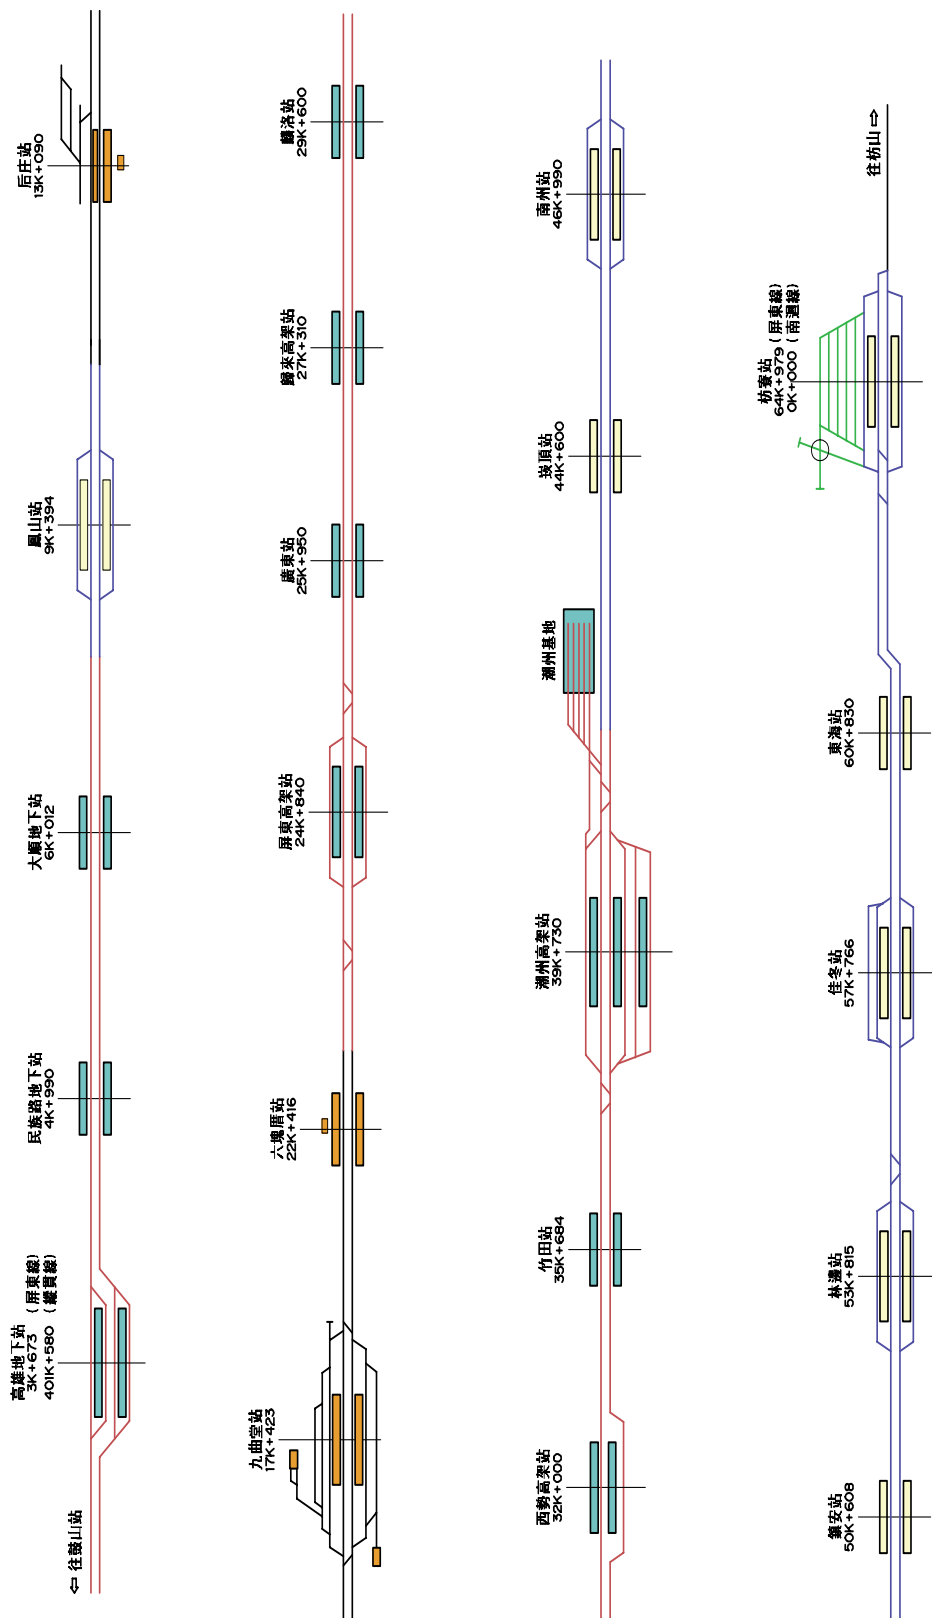 ⇦ 往鼓山站
高雄地下站
3K+673 (屏東線)
401K+580 (縱貫線)
民族路地下站
4K+990
大順地下站
6K+012
鳳山站
9K+394
后庄站
13K+090
九曲堂站
17K+423
六塊厝站
22K+416
屏東高架站
24K+840
廣東站
25K+950
歸來高架站
27K+310
麟洛站
29K+600
西勢高架站
32K+000
竹田站
35K+684
潮州高架站
39K+730
潮州基地
崁頂站
44K+600
南州站
46K+990
鎮安站
50K+608
林邊站
53K+815
佳冬站
57K+766
東海站
60K+830
枋寮站
64K+979 (屏東線)
0K+000 (南迴線)
往枋山 ⇨